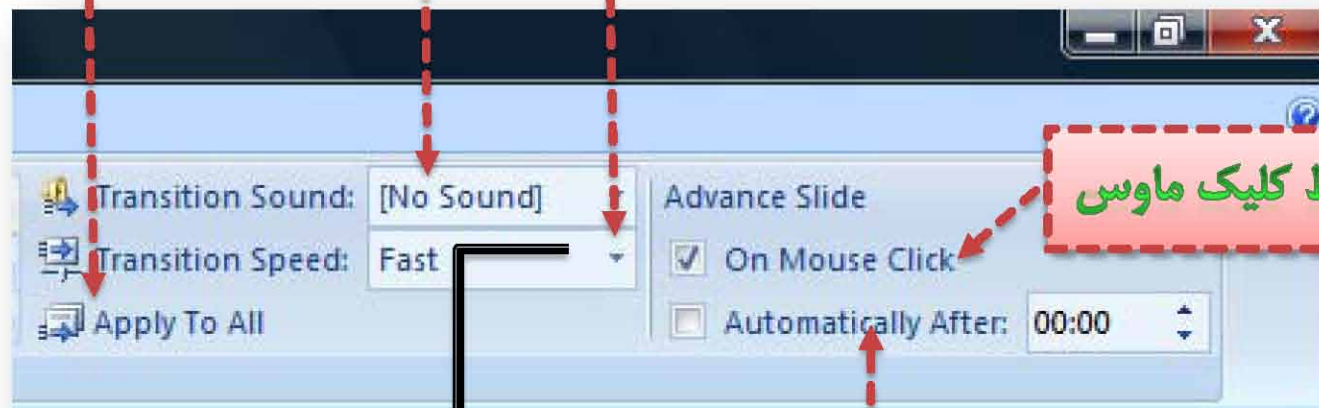 Transition Sound: [No Sound]
Advance Slide
کلیک ماوس
Transition Speed: Fast
On Mouse Click
Apply To All
Automatically After: 00:00